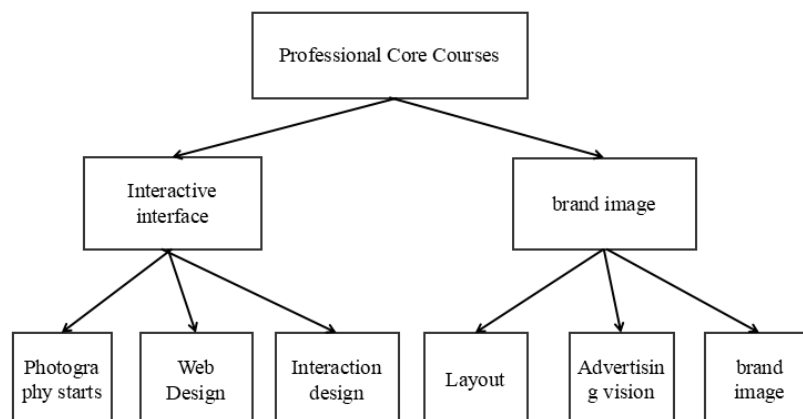 Professional Core Courses
Interactive
interface
brand image
Photogra
phy starts
Web
Design
Interaction
design
Layout
Advertisin
g vision
brand
image